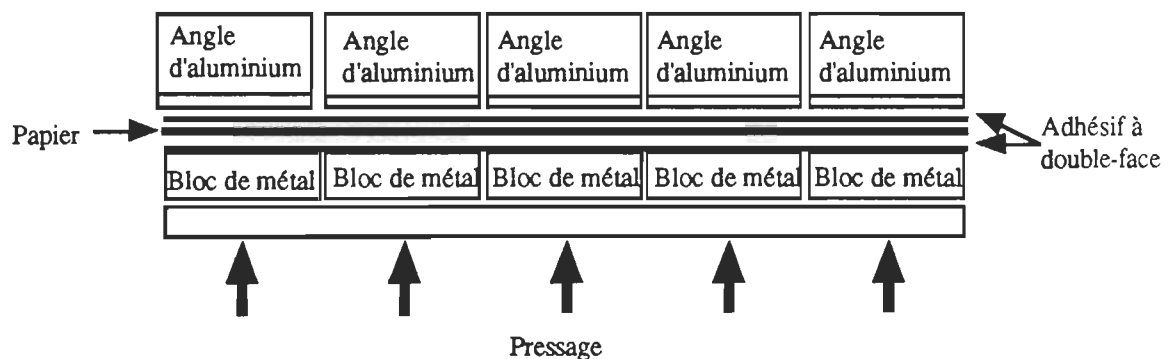 Angle
d'aluminium
Angle
d'aluminium
Angle
d'aluminium
Angle
d'aluminium
Angle
d'aluminium
Papier
Adhésif à
double-face
Bloc de métal
Bloc de métal
Bloc de métal
Bloc de métal
Bloc de métal
Pressage